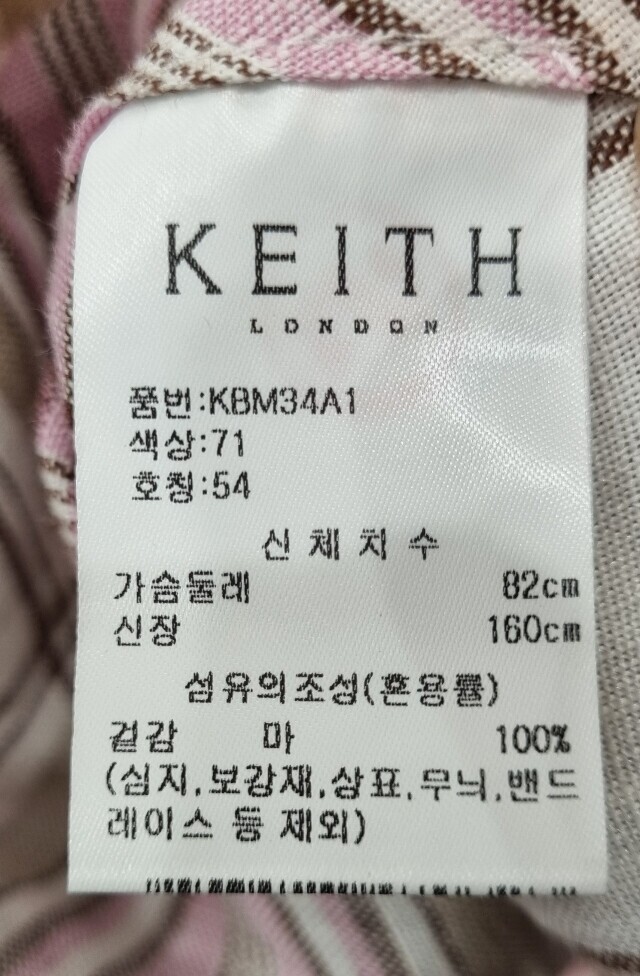 KEITH
LONDON
품번:KBM34A1
색상:71
호칭:54
신체치수
가슴둘레 82cm
신장 160cm
섬유의조성(혼용률)
겉감 마 100%
(심지,보강재,상표,무늬,밴드
레이스 등 제외)